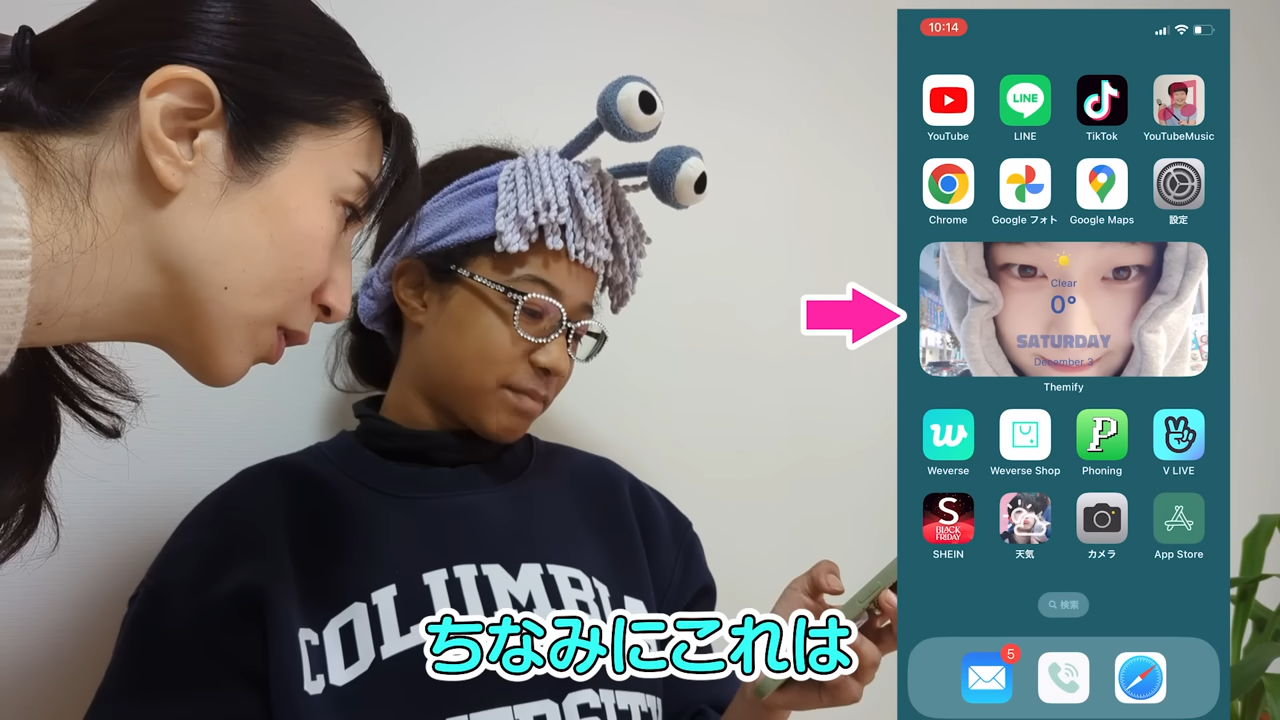 10:14
YouTube
LINE
LINE
TikTok
YouTubeMusic
Chrome
Google フォト
Google Maps
設定
Clear
0°
SATURDAY
December 3
Themify
Weverse
Weverse Shop
Phoning
V LIVE
S
BLACK
FRIDAY
SHEIN
天気
カメラ
App Store
検索
5
COLUMBIA
UNIVERSITY
ちなみにこれは